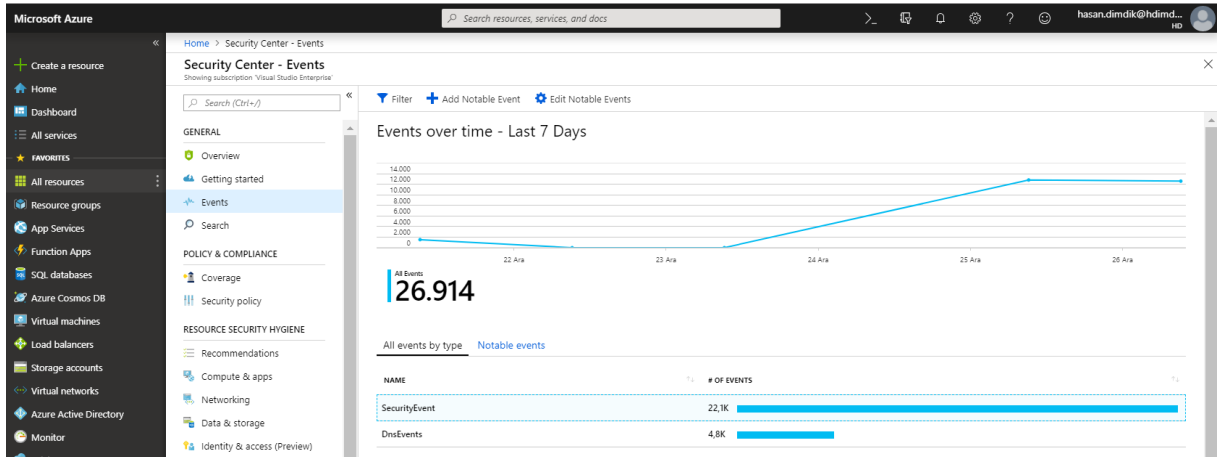 Microsoft Azure
Search resources, services, and docs
hasan.dimdik@hdimd...
HD
Create a resource
Home
Dashboard
All services
FAVORITES
All resources
Resource groups
App Services
Function Apps
SQL databases
Azure Cosmos DB
Virtual machines
Load balancers
Storage accounts
Virtual networks
Azure Active Directory
Monitor
Home > Security Center - Events
Security Center - Events
Showing subscription 'Visual Studio Enterprise'
Search (Ctrl+/)
GENERAL
Overview
Getting started
Events
Search
POLICY & COMPLIANCE
Coverage
Security policy
RESOURCE SECURITY HYGIENE
Recommendations
Compute & apps
Networking
Data & storage
Identity & access (Preview)
Filter Add Notable Event Edit Notable Events
Events over time - Last 7 Days
14.000
12.000
10.000
8.000
6.000
4.000
2.000
0
22 Ara 23 Ara 24 Ara 25 Ara 26 Ara
All Events
26.914
All events by type Notable events
NAME # OF EVENTS
SecurityEvent 22,1K
DnsEvents 4,8K